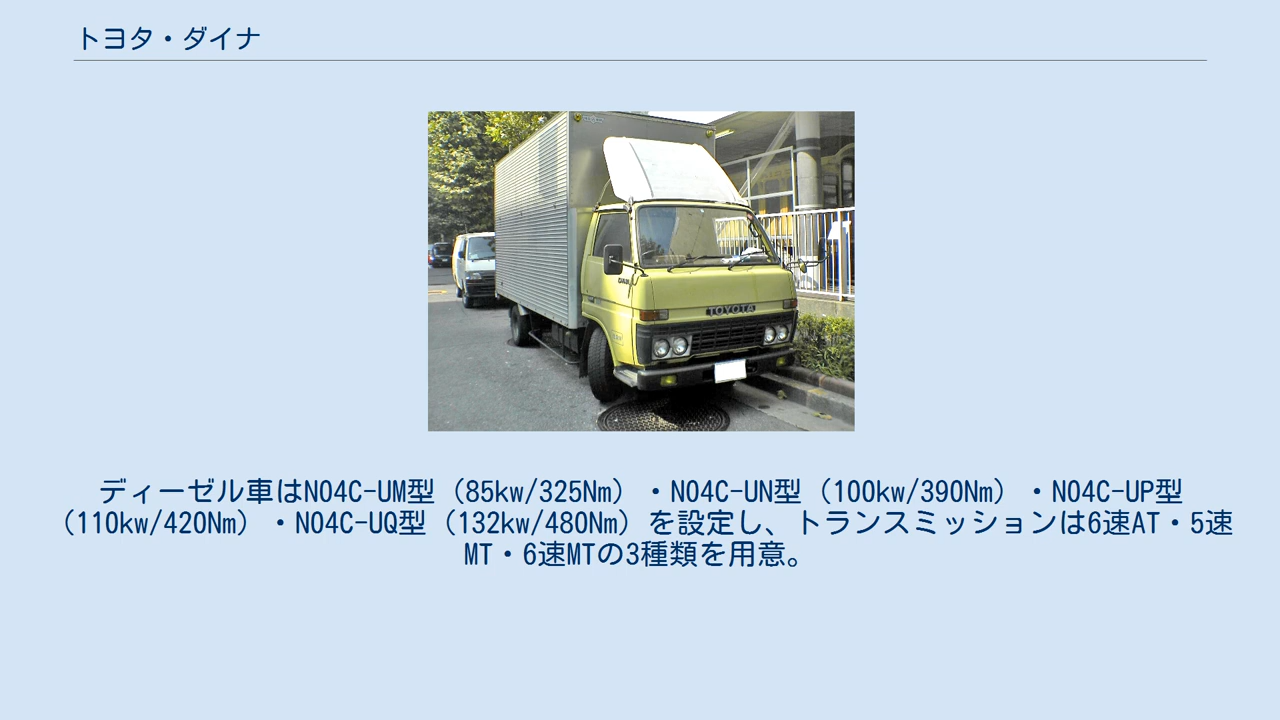 トヨタ・ダイナ
TOYOTA
ディーゼル車はN04C-UM型（85kw/325Nm）・N04C-UN型（100kw/390Nm）・N04C-UP型
（110kw/420Nm）・N04C-UQ型（132kw/480Nm）を設定し、トランスミッションは6速AT・5速
MT・6速MTの3種類を用意。